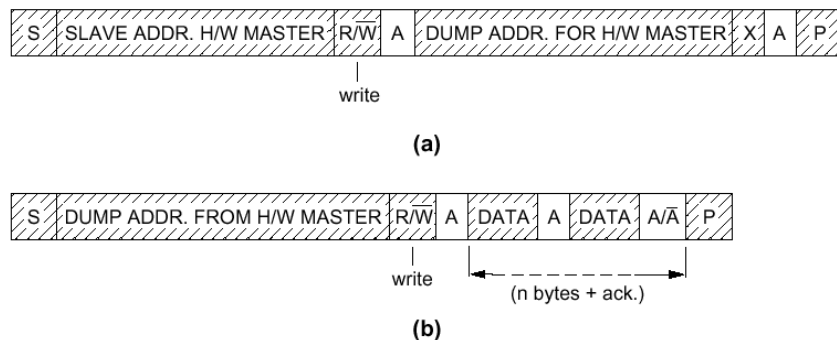 S SLAVE ADDR. H/W MASTER R/W̅ A DUMP ADDR. FOR H/W MASTER X A P
write
(a)
S DUMP ADDR. FROM H/W MASTER R/W̅ A DATA A DATA A/A̅ P
write
(n bytes + ack.)
(b)